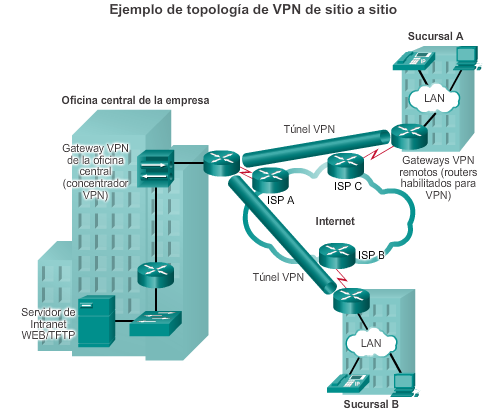 Ejemplo de topología de VPN de sitio a sitio
Sucursal A
Oficina central de la empresa
LAN
Túnel VPN
Gateway VPN
de la oficina
central
(concentrador
VPN)
Gateways VPN
remotos (routers
habilitados para
VPN)
ISP C
ISP A
Internet
ISP B
Túnel VPN
Servidor de
Intranet
WEB/TFTP
LAN
Sucursal B